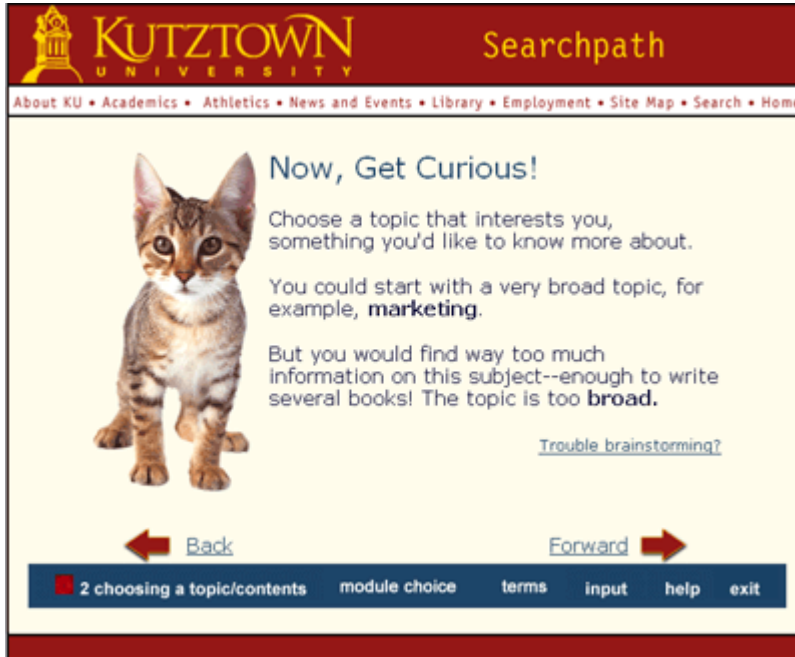 KUTZTOWN
UNIVERSITY
Searchpath
About KU • Academics • Athletics • News and Events • Library • Employment • Site Map • Search • Home
Now, Get Curious!
Choose a topic that interests you,
something you'd like to know more about.
You could start with a very broad topic, for
example, marketing.
But you would find way too much
information on this subject--enough to write
several books! The topic is too broad.
Trouble brainstorming?
Back
Forward
2 choosing a topic/contents module choice terms input help exit